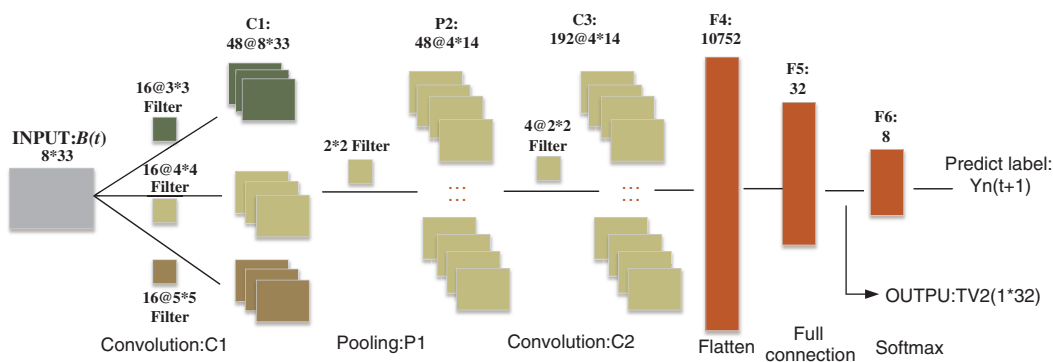 C1:
48@8*33
P2:
48@4*14
C3:
192@4*14
F4:
10752
F5:
32
F6:
8
16@3*3
Filter
INPUT:B(t)
8*33
16@4*4
Filter
2*2 Filter
4@2*2
Filter
...
...
Predict label:
Yn(t+1)
16@5*5
Filter
OUTPU:TV2(1*32)
Convolution:C1
Pooling:P1
Convolution:C2
Flatten
Full
connection
Softmax